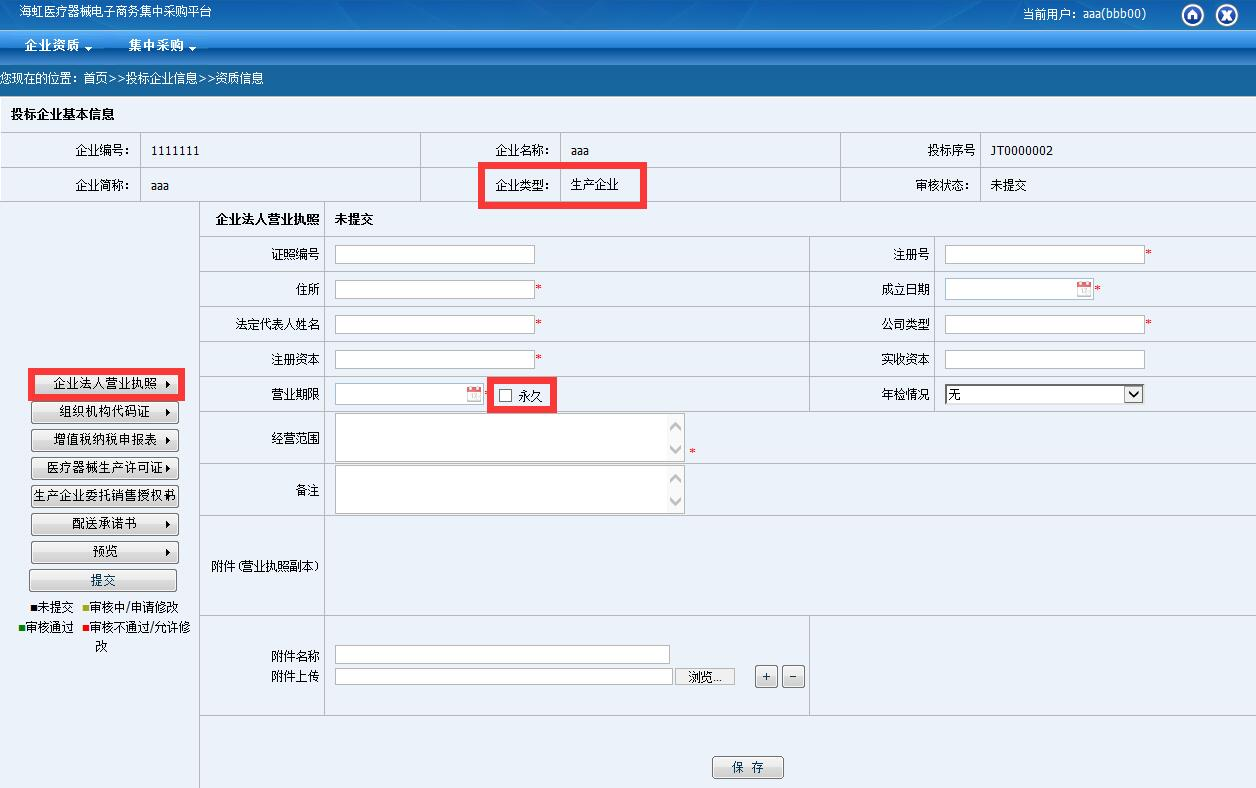 海虹医疗器械电子商务集中采购平台 当前用户：aaa(bbb00)
企业资质 集中采购
您现在的位置：首页>>投标企业信息>>资质信息
投标企业基本信息
企业编号： 1111111 企业名称： aaa 投标序号 JT0000002
企业简称： aaa 企业类型： 生产企业 审核状态： 未提交
企业法人营业执照 未提交
证照编号 注册号 *
住所 * 成立日期 *
法定代表人姓名 * 公司类型 *
注册资本 * 实收资本
营业期限 * 永久 年检情况 无
经营范围 *
备注
附件(营业执照副本)
附件名称
附件上传 浏览... + -
保 存
企业法人营业执照
组织机构代码证
增值税纳税申报表
医疗器械生产许可证
生产企业委托销售授权书
配送承诺书
预览
提交
■未提交 ■审核中/申请修改
■审核通过 ■审核不通过/允许修
改